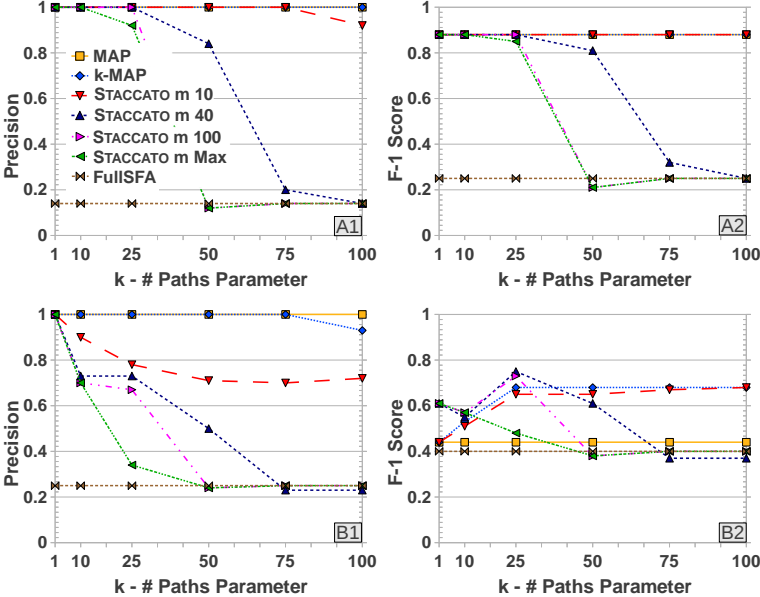 1
0.8
0.6
0.4
0.2
0
Precision
MAP
k-MAP
STACCATO m 10
STACCATO m 40
STACCATO m 100
STACCATO m Max
FullSFA
A1
1 10 25 50 75 100
k - # Paths Parameter
1
0.8
0.6
0.4
0.2
0
F-1 Score
A2
1 10 25 50 75 100
k - # Paths Parameter
1
0.8
0.6
0.4
0.2
0
Precision
B1
1 10 25 50 75 100
k - # Paths Parameter
1
0.8
0.6
0.4
0.2
0
F-1 Score
B2
1 10 25 50 75 100
k - # Paths Parameter